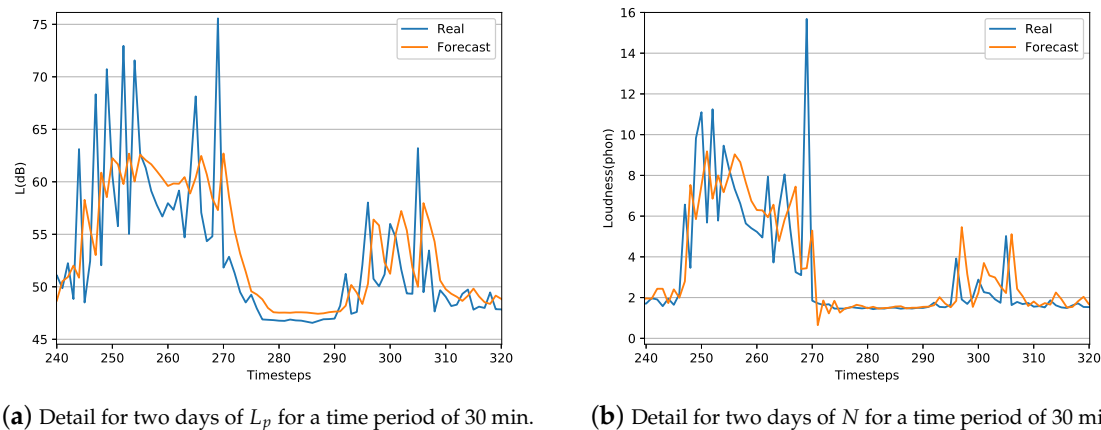 75
70
65
60
55
50
45
L(dB)
Real
Forecast
240 250 260 270 280 290 300 310 320
Timesteps
16
14
12
10
8
6
4
2
0
Loudness(phon)
Real
Forecast
240 250 260 270 280 290 300 310 320
Timesteps
(a) Detail for two days of Lp for a time period of 30 min.
(b) Detail for two days of N for a time period of 30 mi